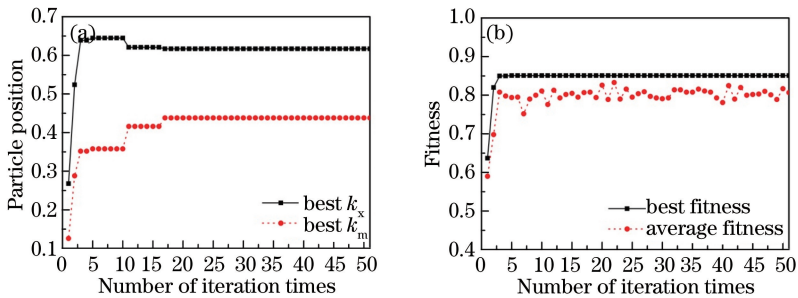 (a)
0.7
0.6
0.5
0.4
0.3
0.2
0.1
Particle position
best kx
best km
0 5 10 15 20 25 30 35 40 45 50
Number of iteration times
(b)
1.0
0.9
0.8
0.7
0.6
0.5
0.4
Fitness
best fitness
average fitness
0 5 10 15 20 25 30 35 40 45 50
Number of iteration times